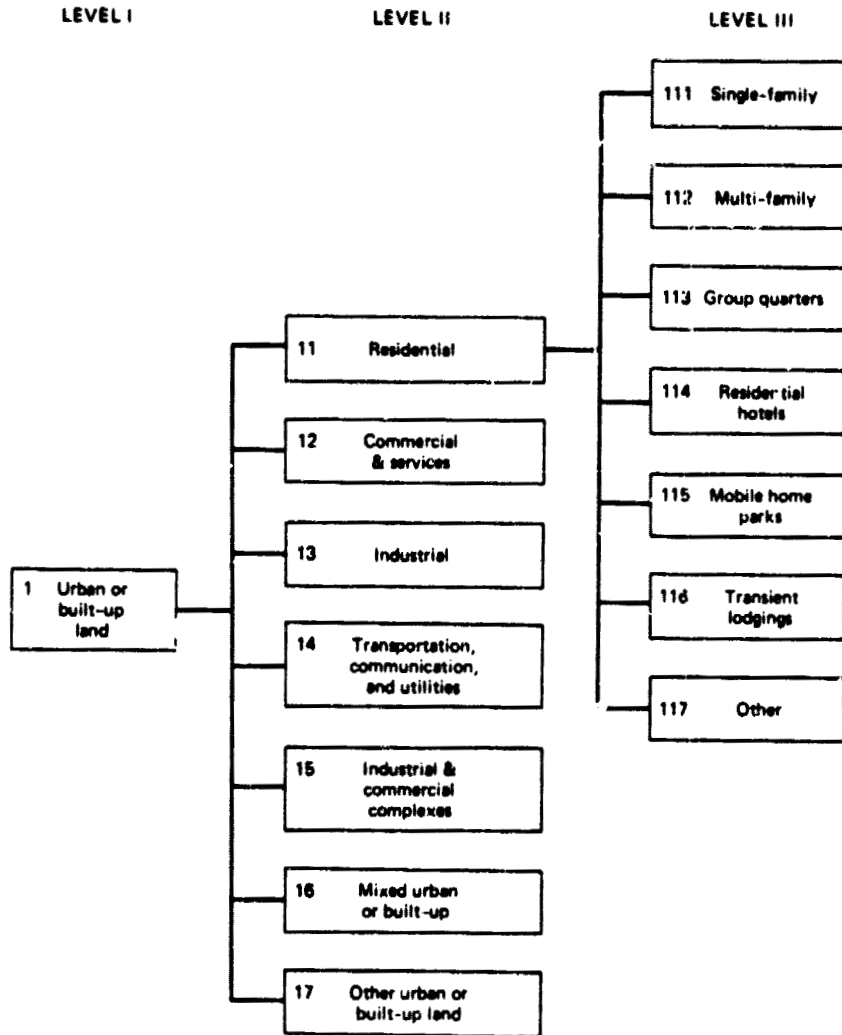 LEVEL I
LEVEL II
LEVEL III
1 Urban or
built-up
land
11 Residential
12 Commercial
& services
13 Industrial
14 Transportation,
communication,
and utilities
15 Industrial &
commercial
complexes
16 Mixed urban
or built-up
17 Other urban or
built-up land
111 Single-family
112 Multi-family
113 Group quarters
114 Residential
hotels
115 Mobile home
parks
116 Transient
lodgings
117 Other